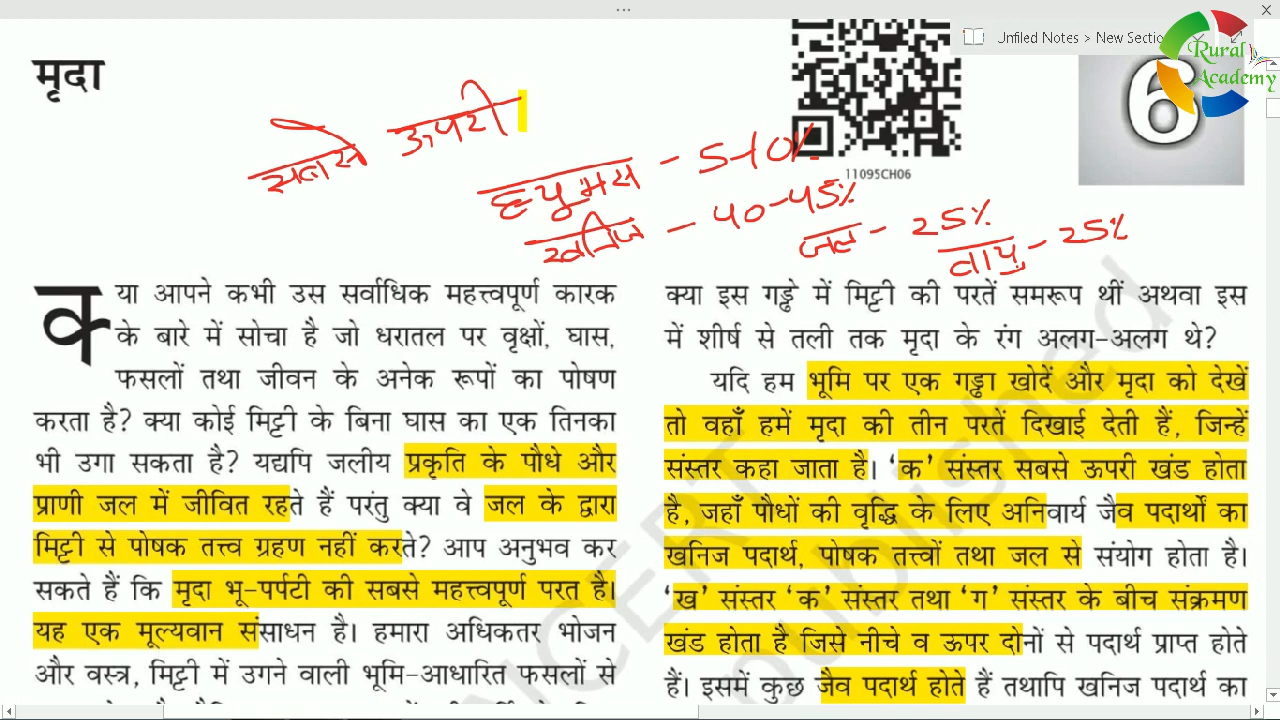 Unfiled Notes > New Sectio
Rural
Academy
मृदा
6
11095CH06
सबसे ऊपरी
ह्यूमस - 5-10%
खनिज - 40-45%
जल - 25%
वायु - 25%
क्या आपने कभी उस सर्वाधिक महत्त्वपूर्ण कारक
के बारे में सोचा है जो धरातल पर वृक्षों, घास,
फसलों तथा जीवन के अनेक रूपों का पोषण
करता है? क्या कोई मिट्टी के बिना घास का एक तिनका
भी उगा सकता है? यद्यपि जलीय प्रकृति के पौधे और
प्राणी जल में जीवित रहते हैं परंतु क्या वे जल के द्वारा
मिट्टी से पोषक तत्त्व ग्रहण नहीं करते? आप अनुभव कर
सकते हैं कि मृदा भू-पर्पटी की सबसे महत्त्वपूर्ण परत है।
यह एक मूल्यवान संसाधन है। हमारा अधिकतर भोजन
और वस्त्र, मिट्टी में उगने वाली भूमि-आधारित फसलों से
क्या इस गड्ढे में मिट्टी की परतें समरूप थीं अथवा इस
में शीर्ष से तली तक मृदा के रंग अलग-अलग थे?
यदि हम भूमि पर एक गड्ढा खोदें और मृदा को देखें
तो वहाँ हमें मृदा की तीन परतें दिखाई देती हैं, जिन्हें
संस्तर कहा जाता है। 'क' संस्तर सबसे ऊपरी खंड होता
है, जहाँ पौधों की वृद्धि के लिए अनिवार्य जैव पदार्थों का
खनिज पदार्थ, पोषक तत्त्वों तथा जल से संयोग होता है।
'ख' संस्तर 'क' संस्तर तथा 'ग' संस्तर के बीच संक्रमण
खंड होता है जिसे नीचे व ऊपर दोनों से पदार्थ प्राप्त होते
हैं। इसमें कुछ जैव पदार्थ होते हैं तथापि खनिज पदार्थ का